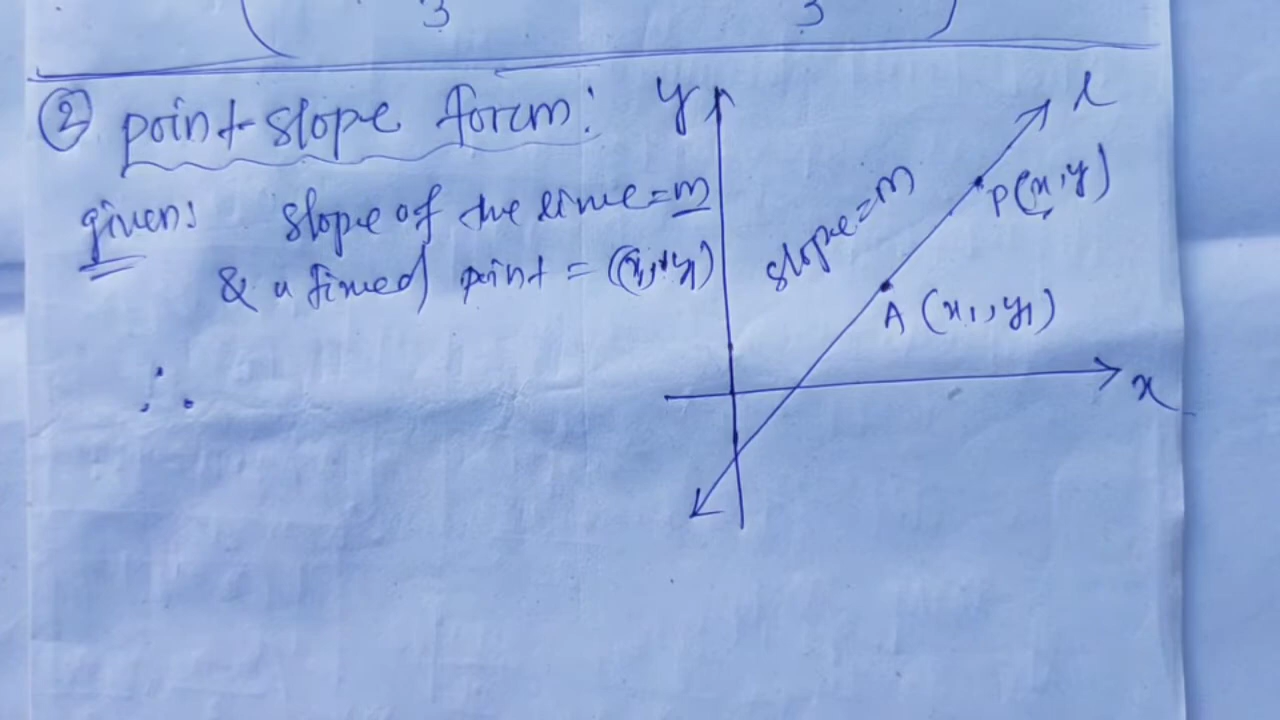 3 3
② point-slope form:
given: slope of the line = m
& a fixed point = (x₁, y₁)
∴
y
l
slope = m
P(x, y)
A (x₁, y₁)
x